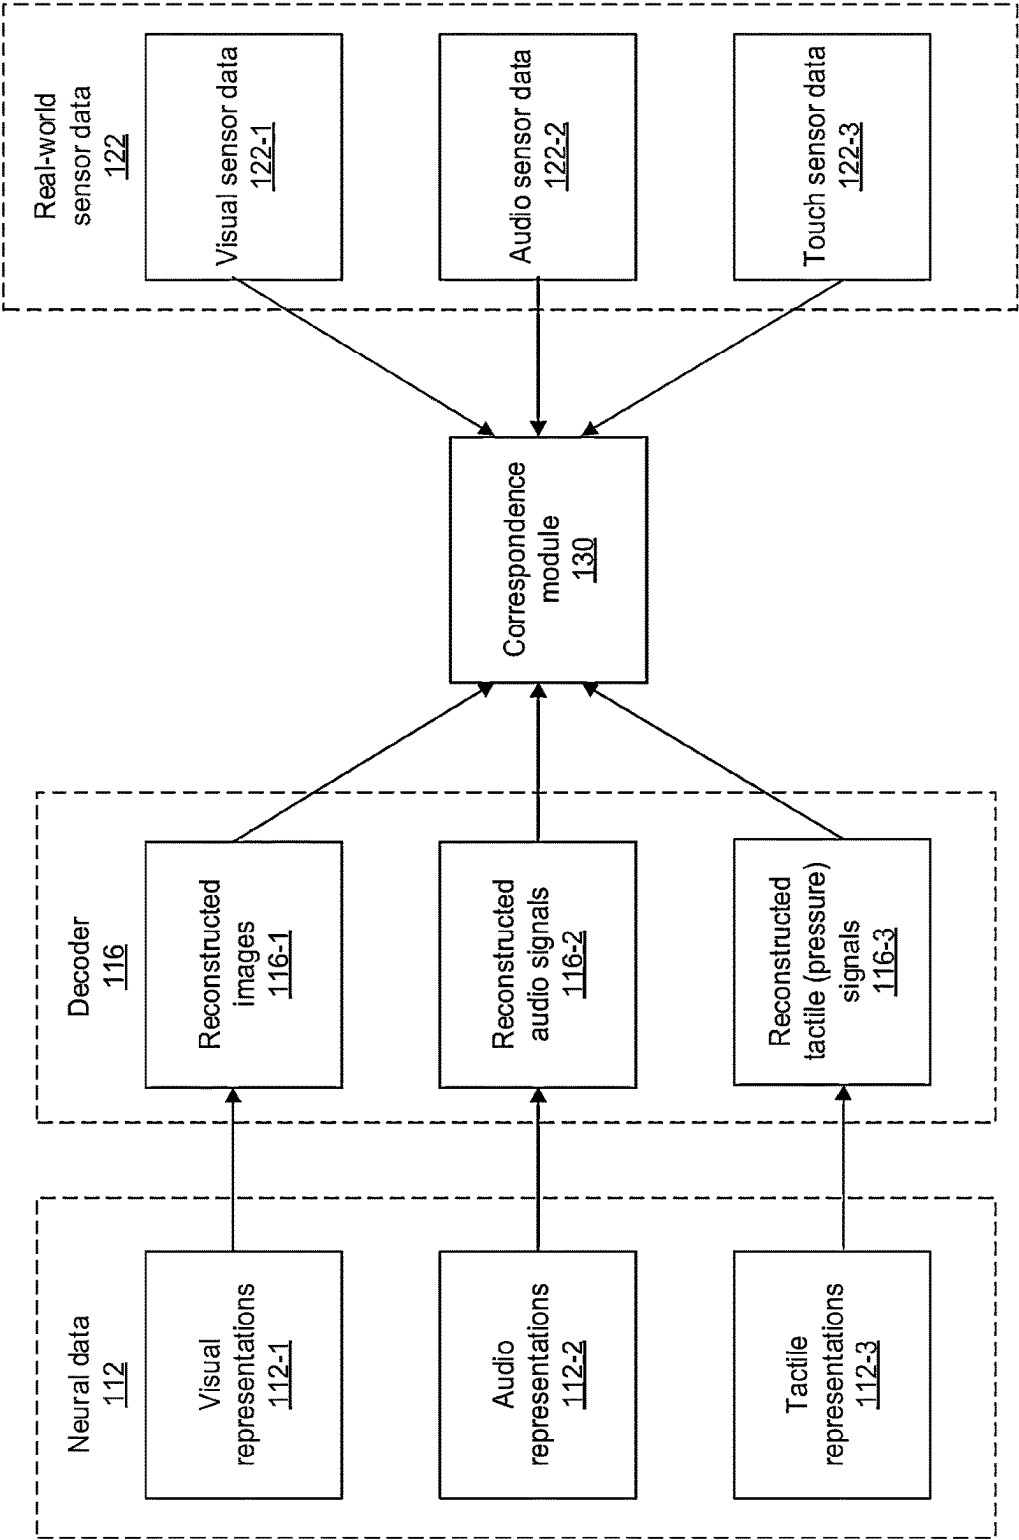 Neural data
112
Visual
representations
112-1
Audio
representations
112-2
Tactile
representations
112-3
Decoder
116
Reconstructed
images
116-1
Reconstructed
audio signals
116-2
Reconstructed
tactile (pressure)
signals
116-3
Correspondence
module
130
Real-world
sensor data
122
Visual sensor data
122-1
Audio sensor data
122-2
Touch sensor data
122-3